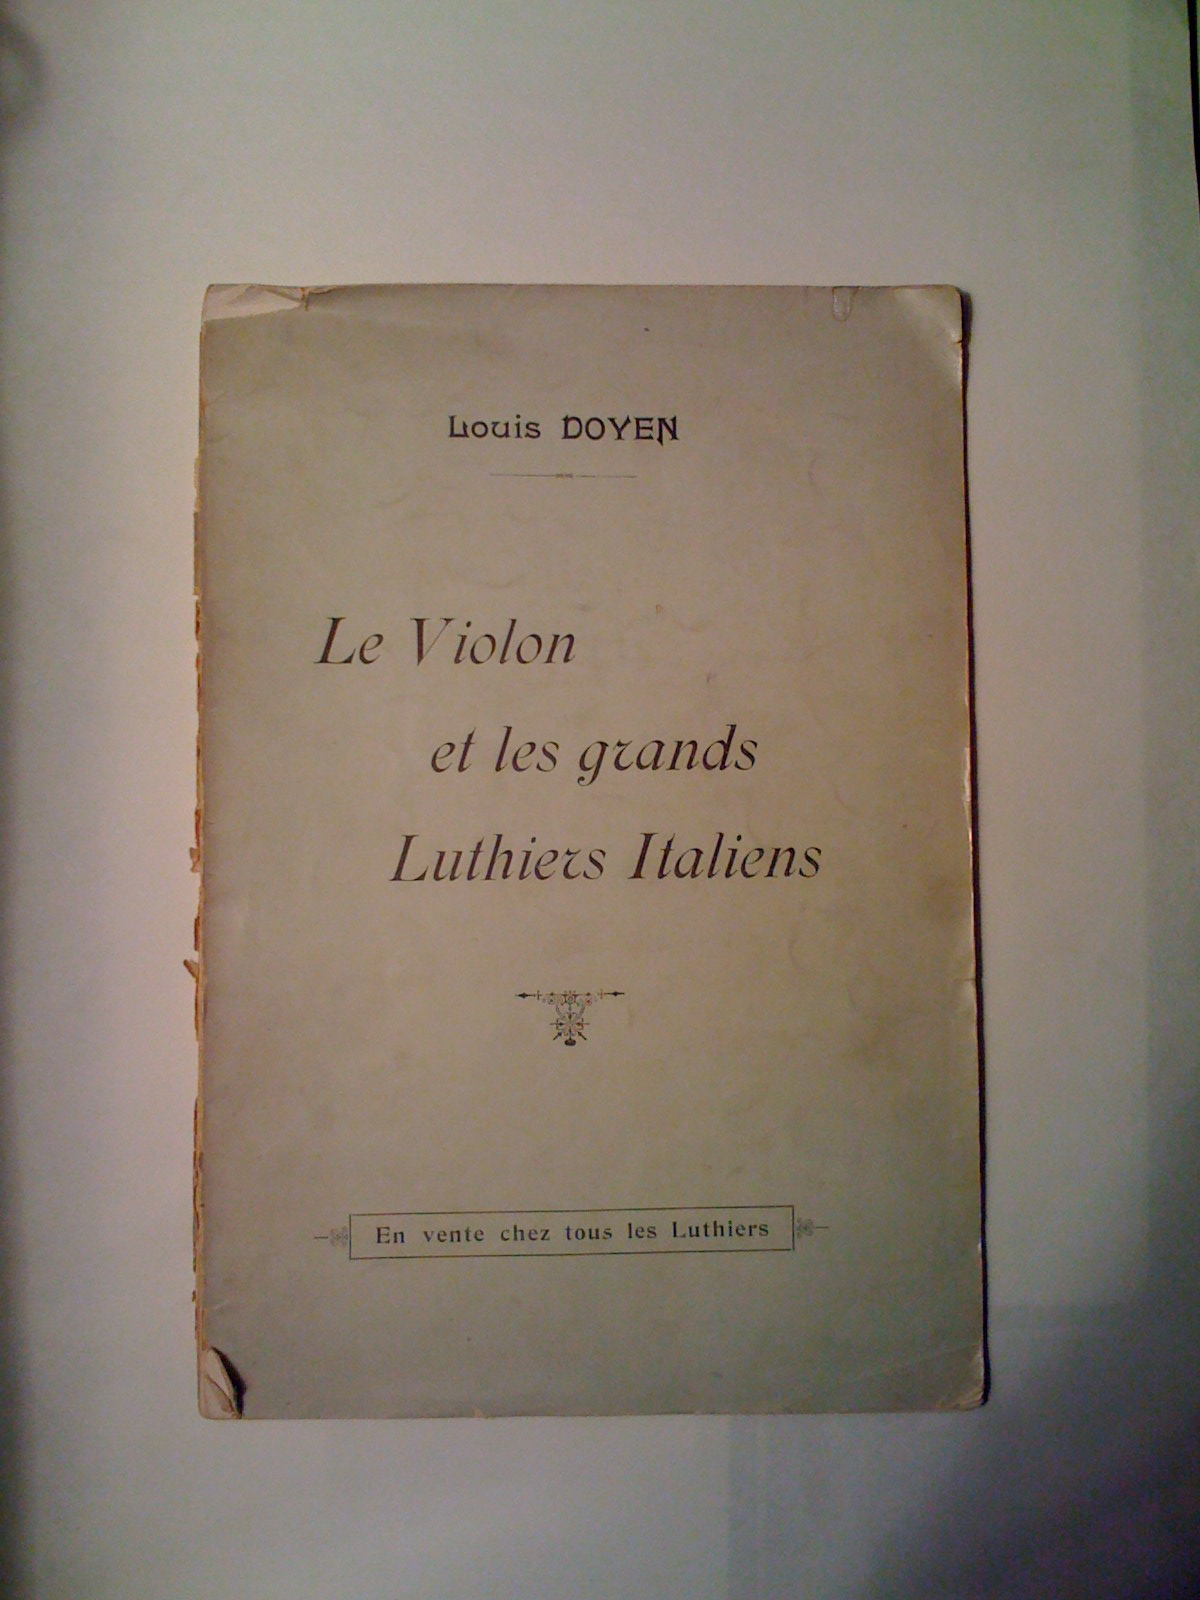 Louis DOYEN
Le Violon
et les grands
Luthiers Italiens
En vente chez tous les Luthiers